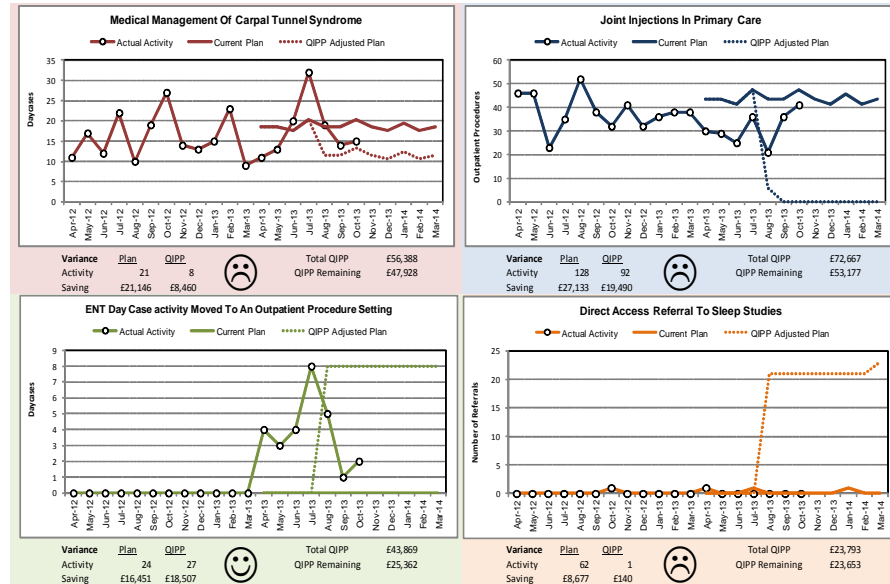 Medical Management Of Carpal Tunnel Syndrome
Actual Activity Current Plan QIPP Adjusted Plan
Daycases
35
30
25
20
15
10
5
0
Apr-12 May-12 Jun-12 Jul-12 Aug-12 Sep-12 Oct-12 Nov-12 Dec-12 Jan-13 Feb-13 Mar-13 Apr-13 May-13 Jun-13 Jul-13 Aug-13 Sep-13 Oct-13 Nov-13 Dec-13 Jan-14 Feb-14 Mar-14
Variance Plan QIPP Total QIPP £56,388
Activity 21 8 QIPP Remaining £47,928
Saving £21,146 £8,460
Joint Injections In Primary Care
Actual Activity Current Plan QIPP Adjusted Plan
Outpatient Procedures
60
50
40
30
20
10
0
Apr-12 May-12 Jun-12 Jul-12 Aug-12 Sep-12 Oct-12 Nov-12 Dec-12 Jan-13 Feb-13 Mar-13 Apr-13 May-13 Jun-13 Jul-13 Aug-13 Sep-13 Oct-13 Nov-13 Dec-13 Jan-14 Feb-14 Mar-14
Variance Plan QIPP Total QIPP £72,667
Activity 128 92 QIPP Remaining £53,177
Saving £27,133 £19,490
ENT Day Case activity Moved To An Outpatient Procedure Setting
Actual Activity Current Plan QIPP Adjusted Plan
Daycases
9
8
7
6
5
4
3
2
1
0
Apr-12 May-12 Jun-12 Jul-12 Aug-12 Sep-12 Oct-12 Nov-12 Dec-12 Jan-13 Feb-13 Mar-13 Apr-13 May-13 Jun-13 Jul-13 Aug-13 Sep-13 Oct-13 Nov-13 Dec-13 Jan-14 Feb-14 Mar-14
Variance Plan QIPP Total QIPP £43,869
Activity 24 27 QIPP Remaining £25,362
Saving £16,451 £18,507
Direct Access Referral To Sleep Studies
Actual Activity Current Plan QIPP Adjusted Plan
Number of Referrals
25
20
15
10
5
0
Apr-12 May-12 Jun-12 Jul-12 Aug-12 Sep-12 Oct-12 Nov-12 Dec-12 Jan-13 Feb-13 Mar-13 Apr-13 May-13 Jun-13 Jul-13 Aug-13 Sep-13 Oct-13 Nov-13 Dec-13 Jan-14 Feb-14 Mar-14
Variance Plan QIPP Total QIPP £23,793
Activity 62 1 QIPP Remaining £23,653
Saving £8,677 £140